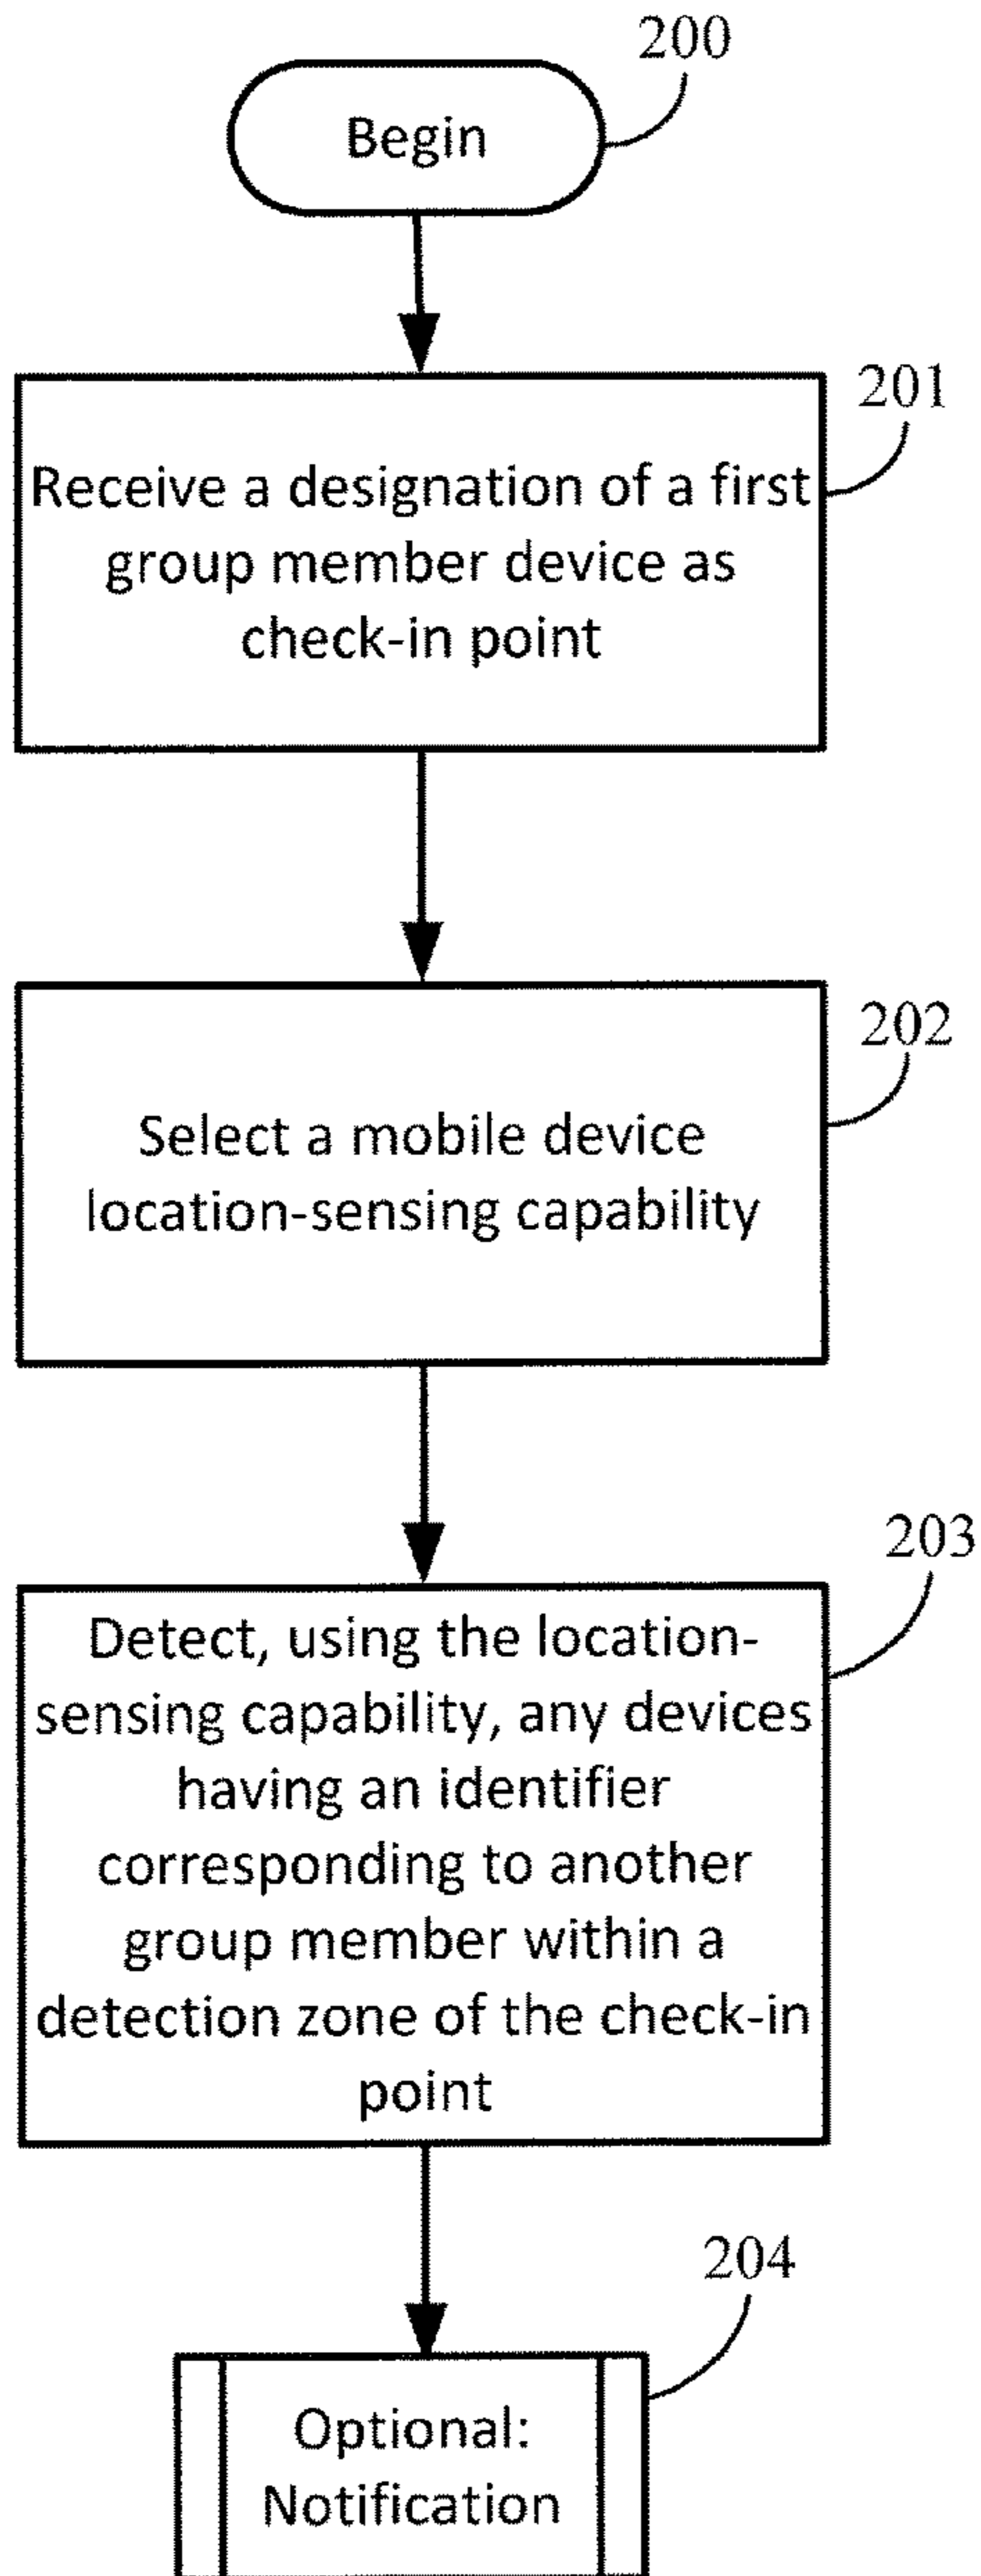 200
Begin
201
Receive a designation of a first
group member device as
check-in point
202
Select a mobile device
location-sensing capability
203
Detect, using the location-
sensing capability, any devices
having an identifier
corresponding to another
group member within a
detection zone of the check-in
point
204
Optional:
Notification